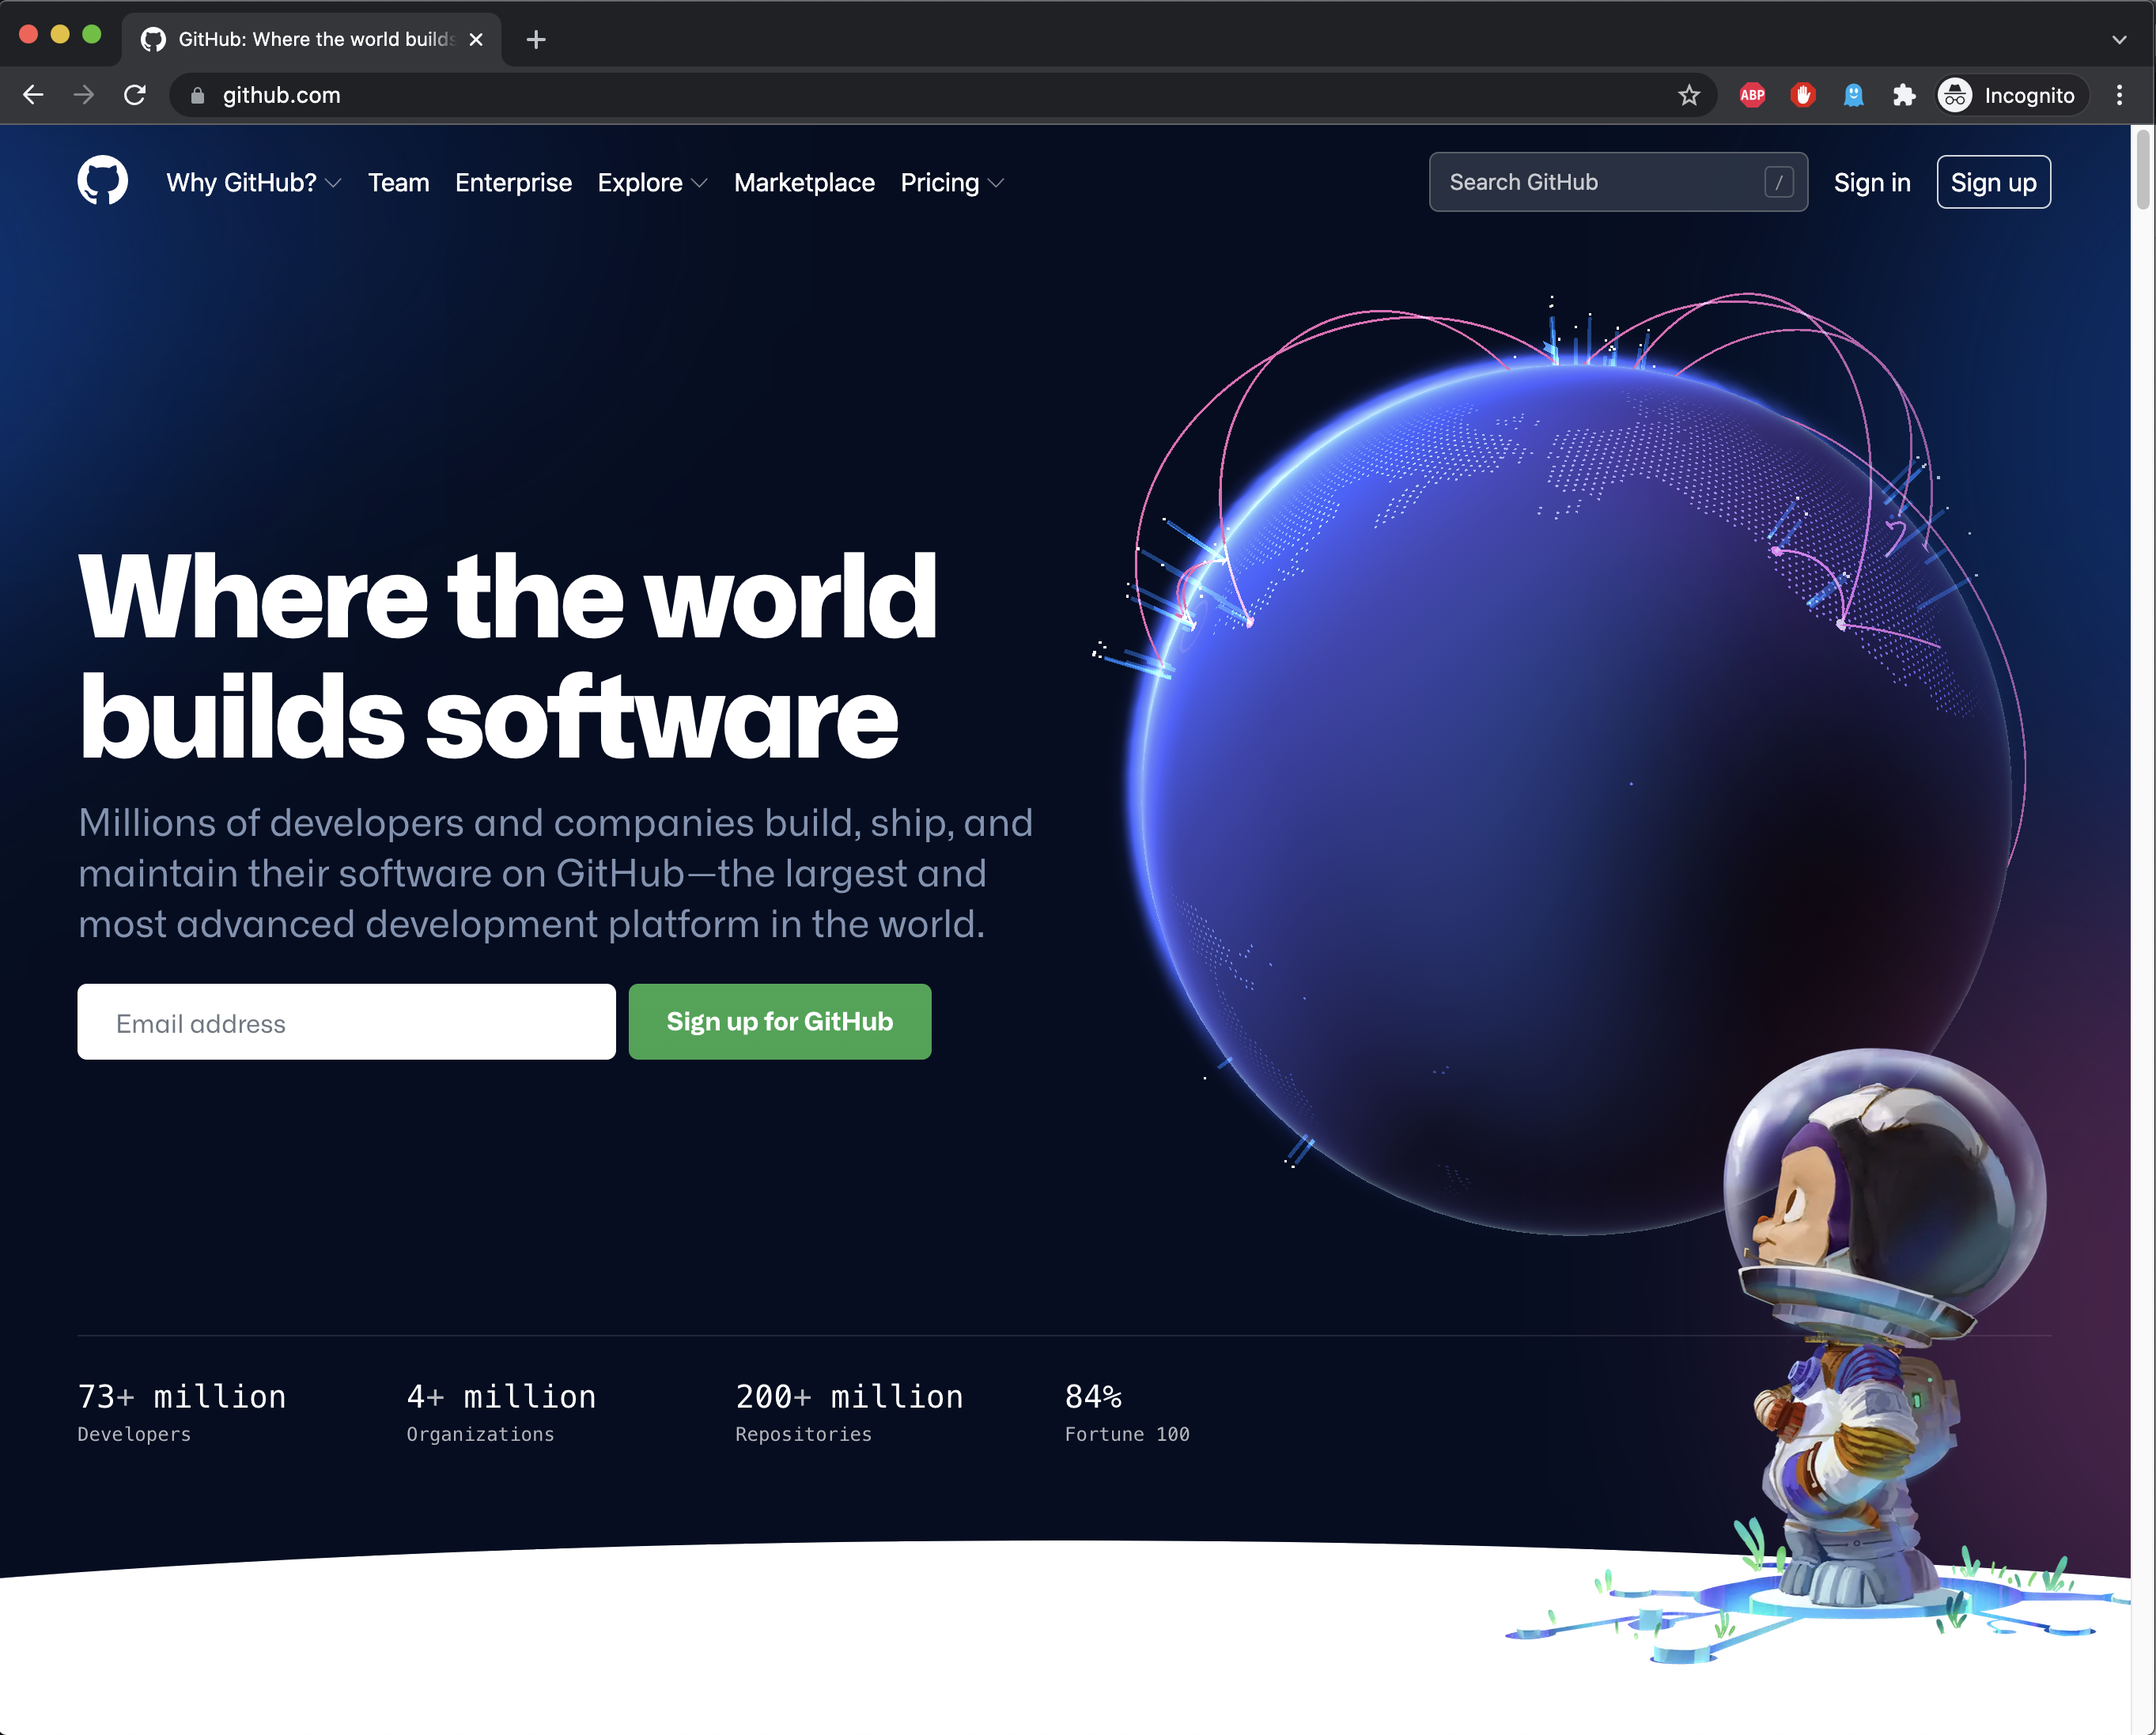 GitHub: Where the world builds
github.com
ABP
Incognito
Why GitHub? Team Enterprise Explore Marketplace Pricing
Search GitHub /
Sign in
Sign up
Where the world
builds software
Millions of developers and companies build, ship, and
maintain their software on GitHub—the largest and
most advanced development platform in the world.
Email address
Sign up for GitHub
73+ million
Developers
4+ million
Organizations
200+ million
Repositories
84%
Fortune 100